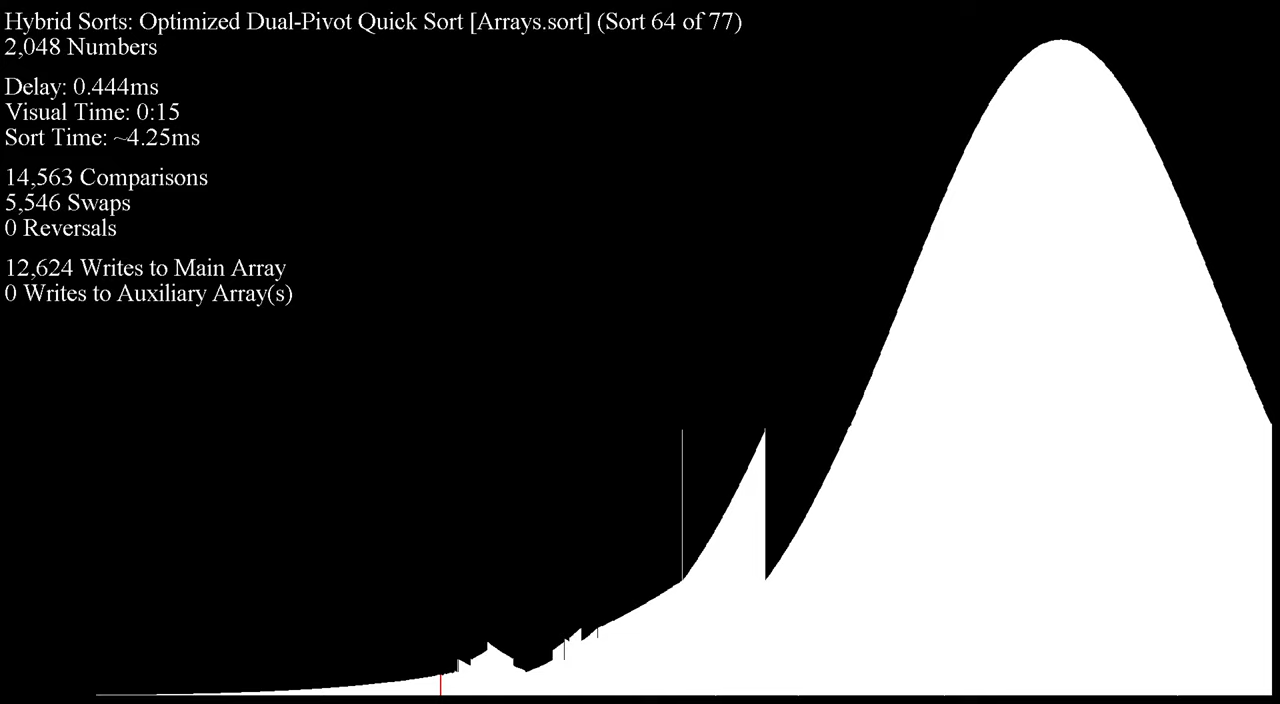 Hybrid Sorts: Optimized Dual-Pivot Quick Sort [Arrays.sort] (Sort 64 of 77)
2,048 Numbers
Delay: 0.444ms
Visual Time: 0:15
Sort Time: ~4.25ms
14,563 Comparisons
5,546 Swaps
0 Reversals
12,624 Writes to Main Array
0 Writes to Auxiliary Array(s)